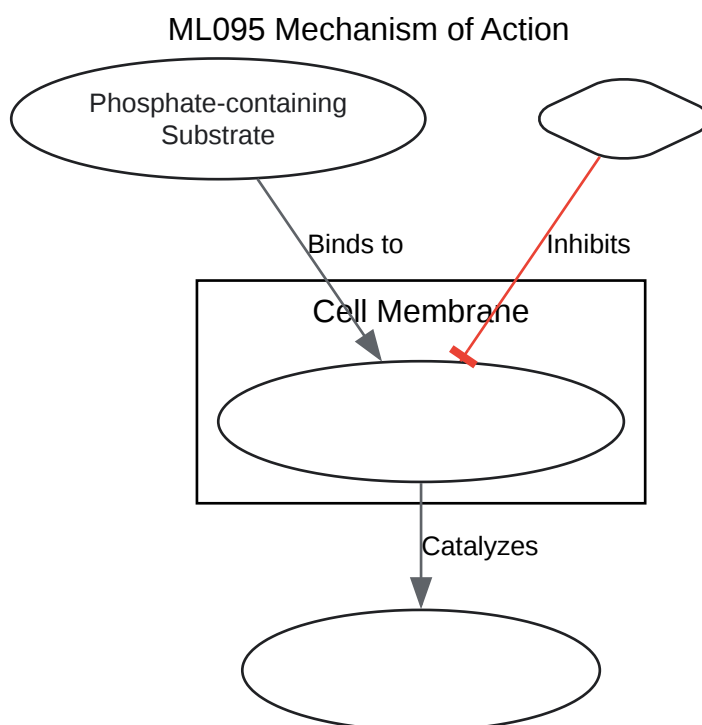 ML095 Mechanism of Action
Phosphate-containing
Substrate
Binds to
Inhibits
Cell Membrane
Catalyzes